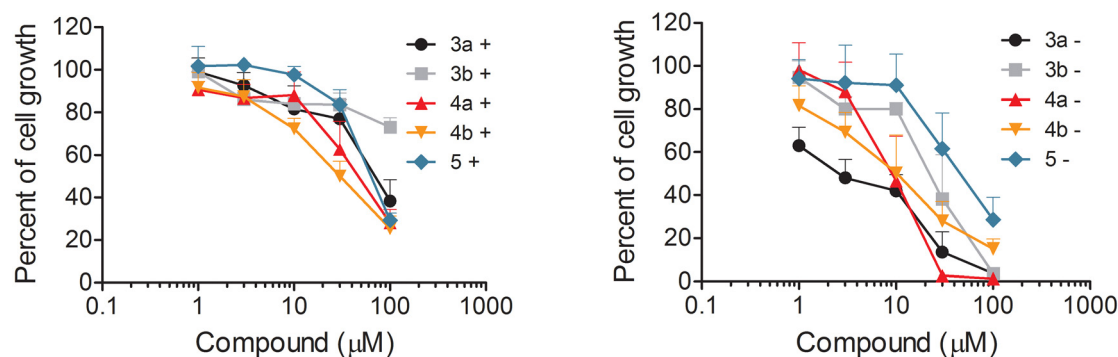 Percent of cell growth
120
100
80
60
40
20
0
0.1
1
10
100
1000
Compound (μM)
3a +
3b +
4a +
4b +
5 +
Percent of cell growth
120
100
80
60
40
20
0
0.1
1
10
100
1000
Compound (μM)
3a -
3b -
4a -
4b -
5 -